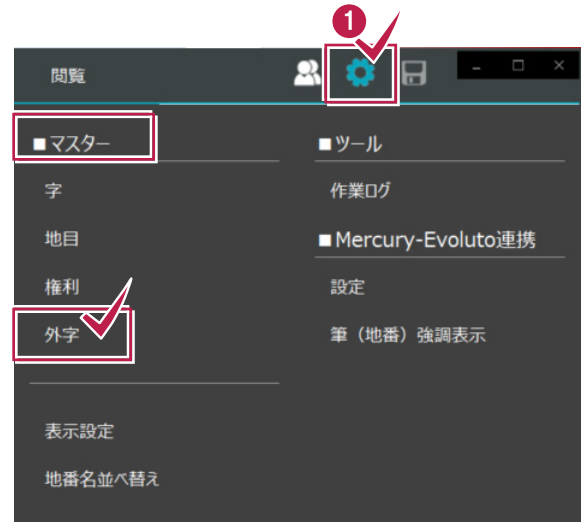 1
閲覧
■マスター
字
地目
権利
外字
表示設定
地番名並べ替え
■ツール
作業ログ
■Mercury-Evoluto連携
設定
筆（地番）強調表示